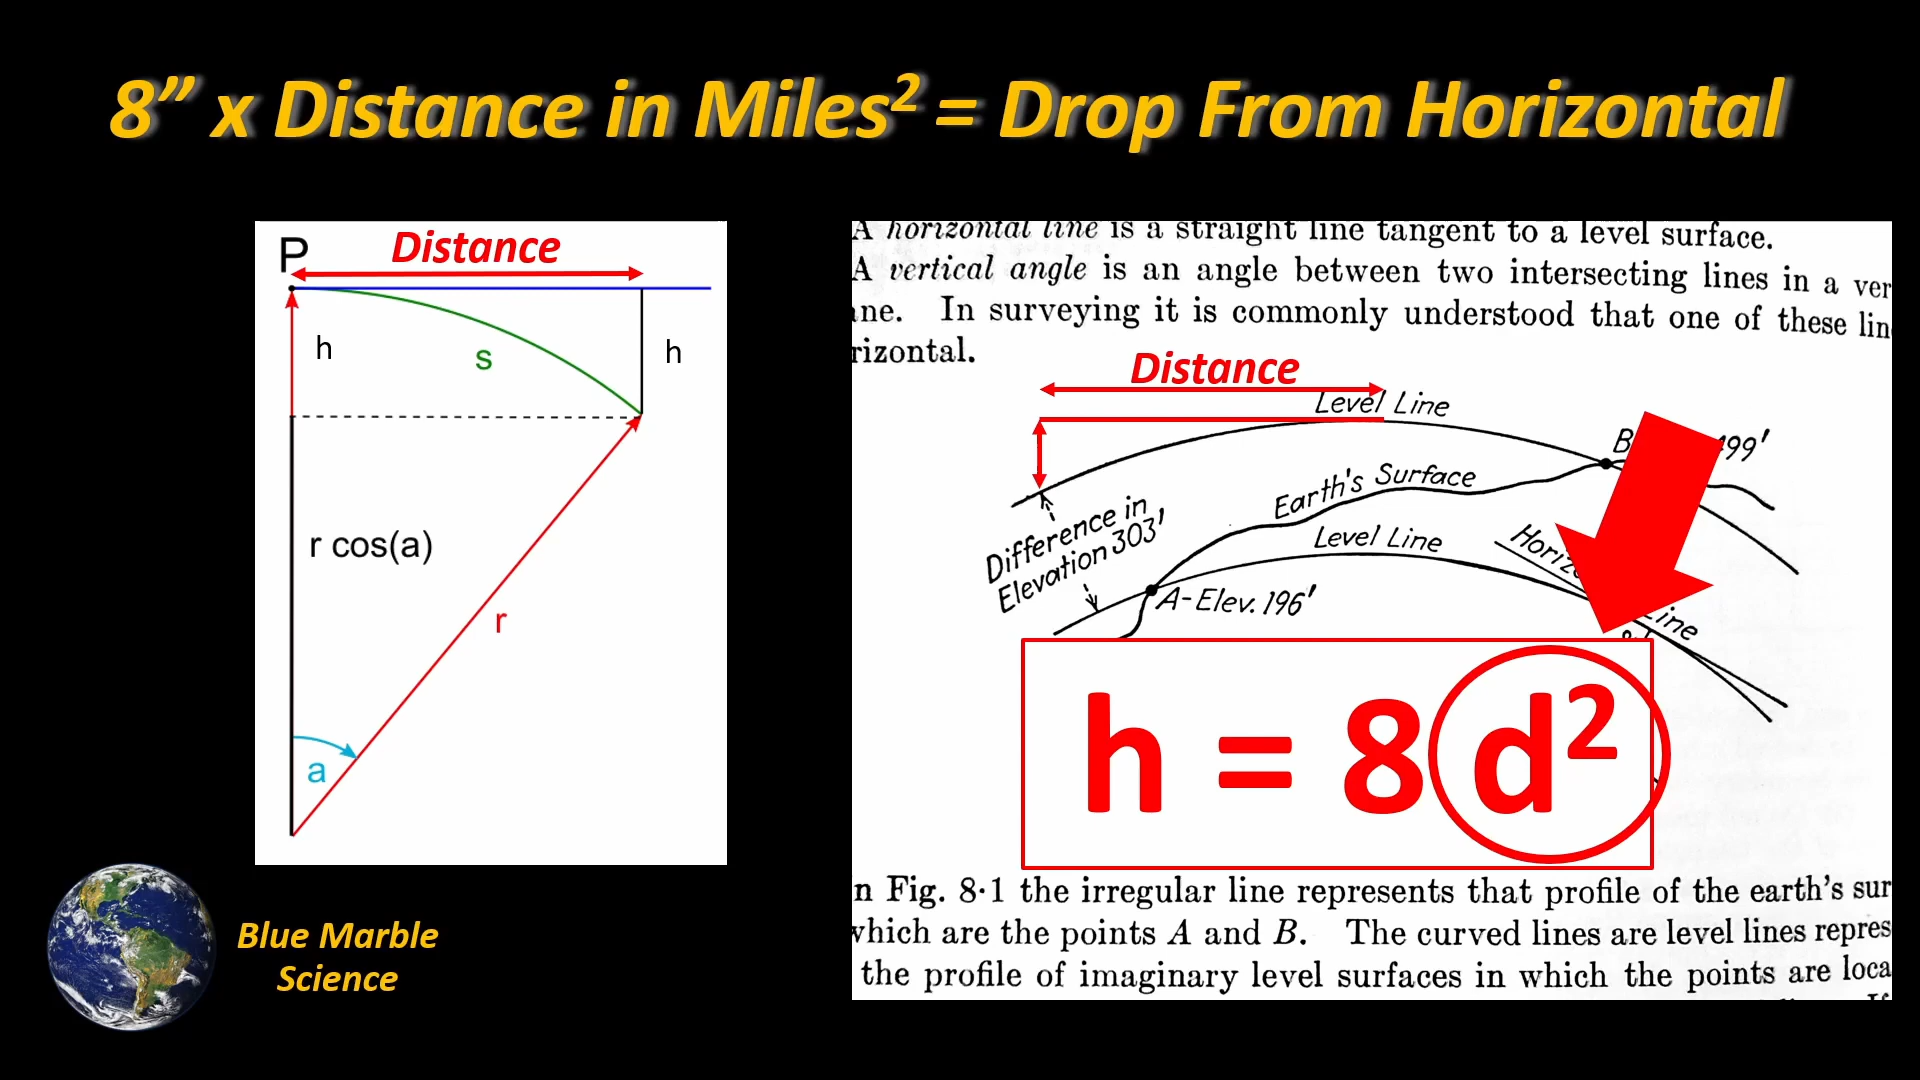 8” x Distance in Miles² = Drop From Horizontal
P
Distance
h
s
h
r cos(a)
r
a
A horizontal line is a straight line tangent to a level surface.
A vertical angle is an angle between two intersecting lines in a ver
ne. In surveying it is commonly understood that one of these lin
rizontal.
Distance
Level Line
B
499'
Earth's Surface
Difference in
Elevation 303'
Level Line
Horiz
Line
A-Elev. 196'
h = 8 d²
n Fig. 8·1 the irregular line represents that profile of the earth's sur
which are the points A and B. The curved lines are level lines repres
the profile of imaginary level surfaces in which the points are loca
Blue Marble
Science